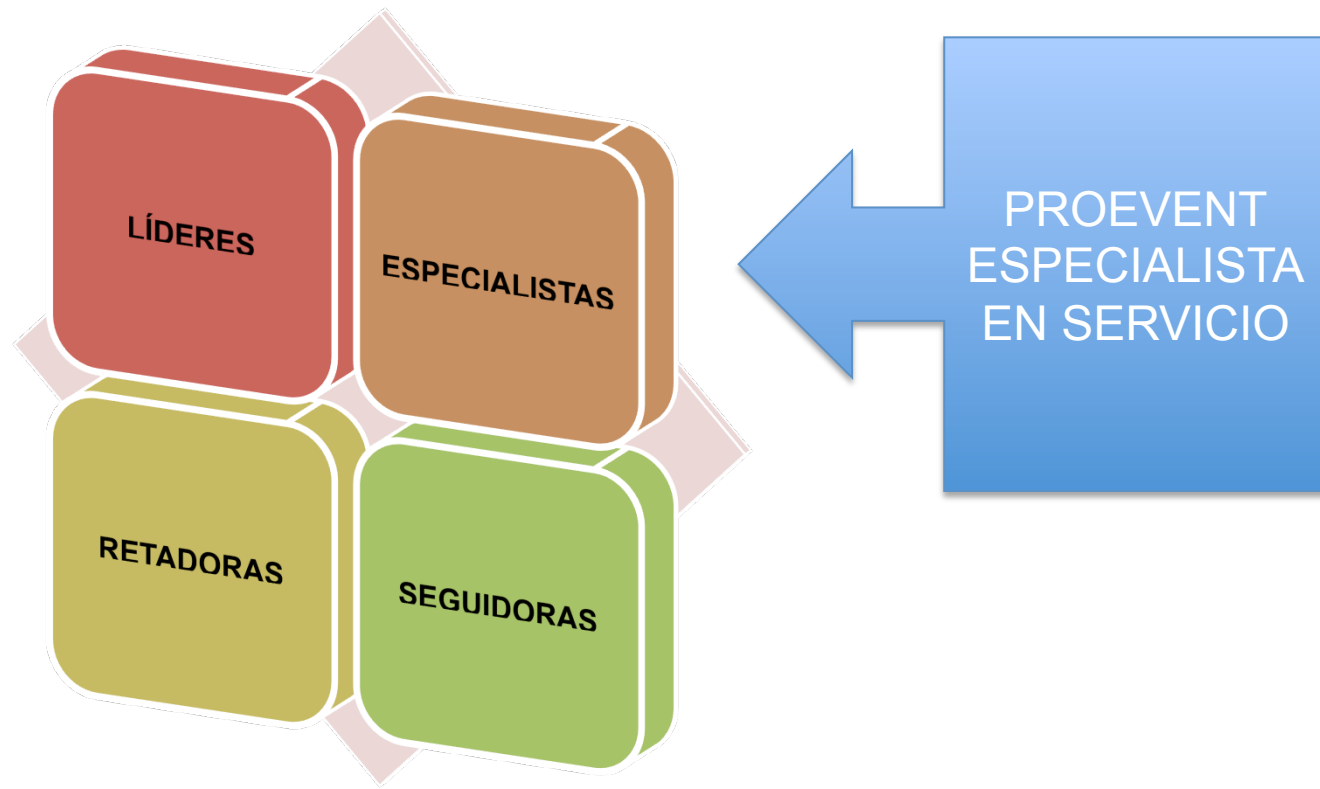 LÍDERES
ESPECIALISTAS
RETADORAS
SEGUIDORAS
PROEVENT
ESPECIALISTA
EN SERVICIO